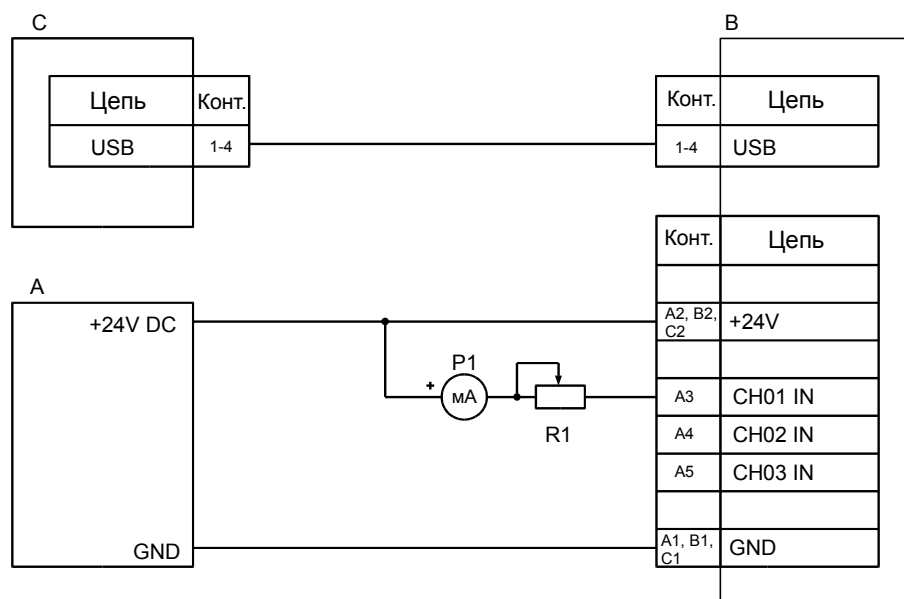 C
B
Цепь Конт.
USB 1-4
Конт. Цепь
1-4 USB
Конт. Цепь
A
+24V DC
A2, B2, C2 +24V
P1
+
мА
R1
A3 CH01 IN
A4 CH02 IN
A5 CH03 IN
GND
A1, B1, C1 GND